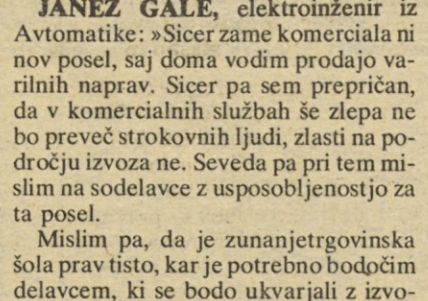 JANEZ GALE, elektroinženir iz
Avtomatike: »Sicer zame komerciala ni
nov posel, saj doma vodim prodajo va-
rilnih naprav. Sicer pa sem prepričan,
da v komercialnih službah še zlepa ne
bo preveč strokovnih ljudi, zlasti na po-
dročju izvoza ne. Seveda pa pri tem mi-
slim na sodelavce z usposobljenostjo za
ta posel.
Mislim pa, da je zunanjetrgovinska
šola prav tisto, kar je potrebno bodočim
delavcem, ki se bodo ukvarjali z izvo-